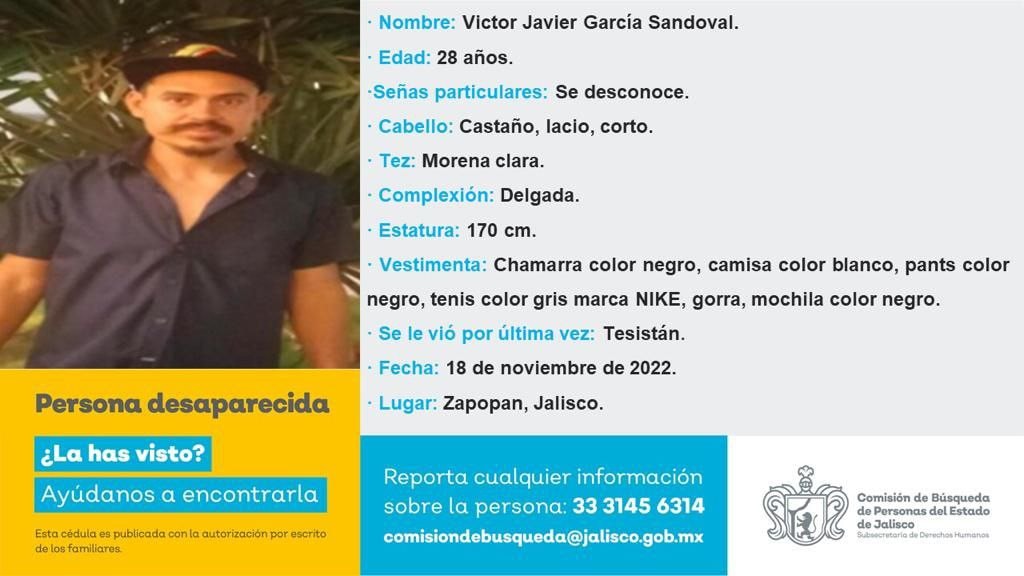 · Nombre: Victor Javier García Sandoval.
· Edad: 28 años.
·Señas particulares: Se desconoce.
· Cabello: Castaño, lacio, corto.
· Tez: Morena clara.
· Complexión: Delgada.
· Estatura: 170 cm.
· Vestimenta: Chamarra color negro, camisa color blanco, pants color
negro, tenis color gris marca NIKE, gorra, mochila color negro.
· Se le vió por última vez: Tesistán.
· Fecha: 18 de noviembre de 2022.
· Lugar: Zapopan, Jalisco.
Persona desaparecida
¿La has visto?
Ayúdanos a encontrarla
Esta cédula es publicada con la autorización por escrito
de los familiares.
Reporta cualquier información
sobre la persona: 33 3145 6314
comisiondebusqueda@jalisco.gob.mx
Comisión de Búsqueda
de Personas del Estado
de Jalisco
Subsecretaría de Derechos Humanos